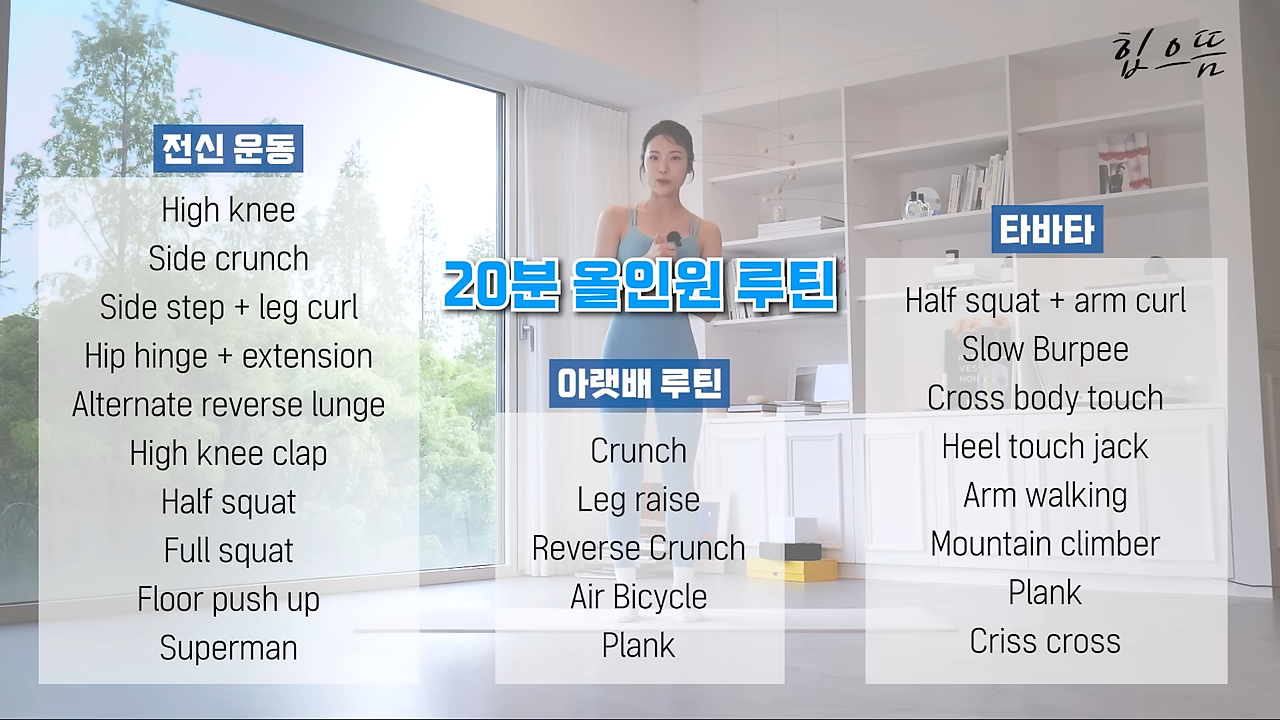 힙으뜸
20분 올인원 루틴
전신 운동
High knee
Side crunch
Side step + leg curl
Hip hinge + extension
Alternate reverse lunge
High knee clap
Half squat
Full squat
Floor push up
Superman
아랫배 루틴
Crunch
Leg raise
Reverse Crunch
Air Bicycle
Plank
타바타
Half squat + arm curl
Slow Burpee
Cross body touch
Heel touch jack
Arm walking
Mountain climber
Plank
Criss cross